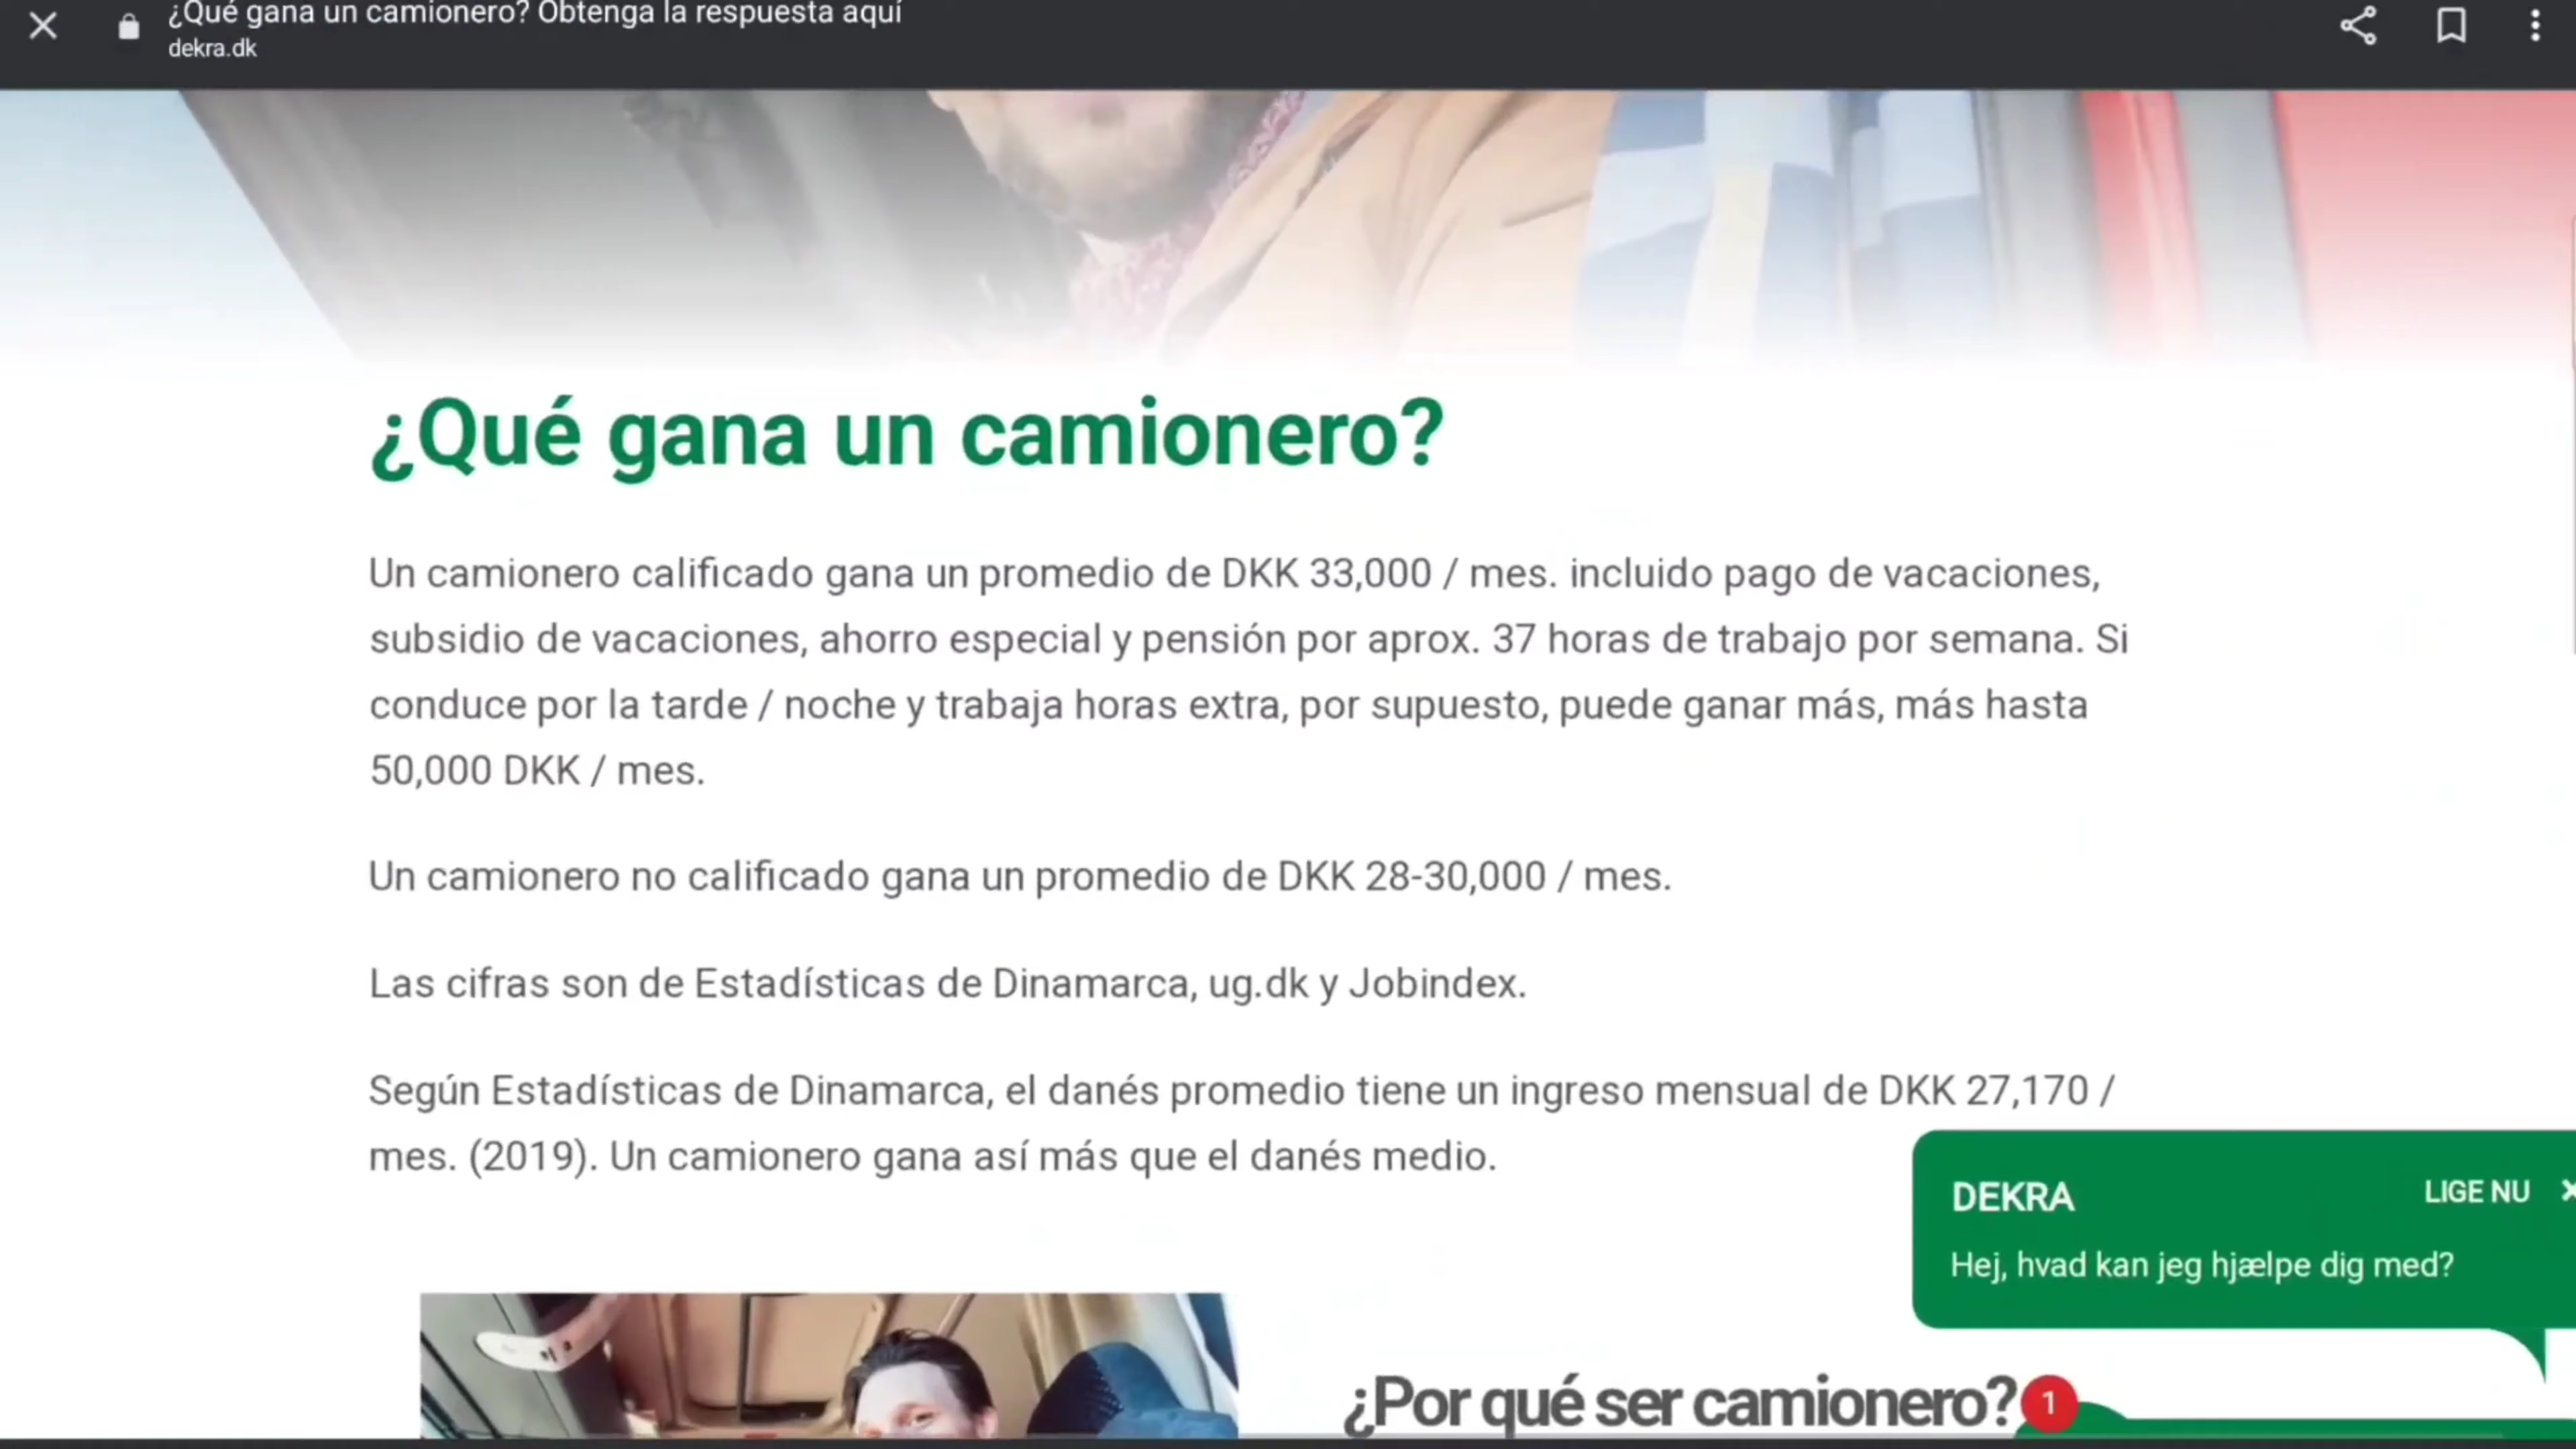 ¿Qué gana un camionero? Obtenga la respuesta aquí
dekra.dk
¿Qué gana un camionero?
Un camionero calificado gana un promedio de DKK 33,000 / mes. incluido pago de vacaciones,
subsidio de vacaciones, ahorro especial y pensión por aprox. 37 horas de trabajo por semana. Si
conduce por la tarde / noche y trabaja horas extra, por supuesto, puede ganar más, más hasta
50,000 DKK / mes.
Un camionero no calificado gana un promedio de DKK 28-30,000 / mes.
Las cifras son de Estadísticas de Dinamarca, ug.dk y Jobindex.
Según Estadísticas de Dinamarca, el danés promedio tiene un ingreso mensual de DKK 27,170 /
mes. (2019). Un camionero gana así más que el danés medio.
DEKRA LIGE NU
Hej, hvad kan jeg hjælpe dig med?
¿Por qué ser camionero? 1